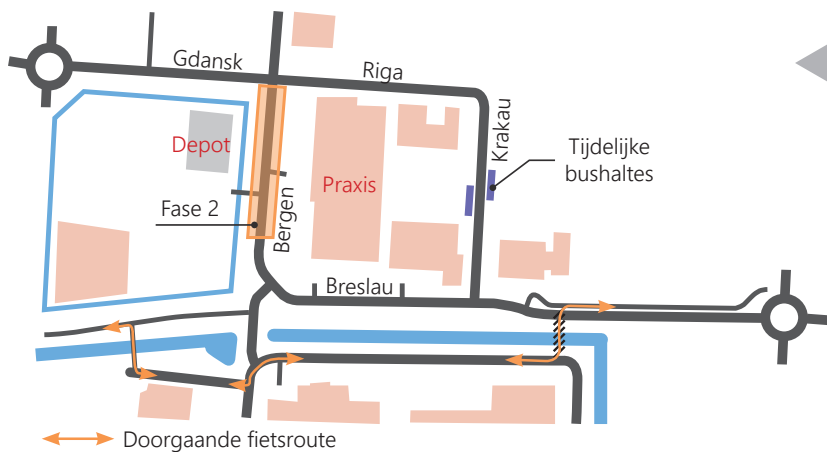 Gdansk
Riga
Krakau
Depot
Tijdelijke
bushaltes
Praxis
Fase 2
Bergen
Breslau
Doorgaande fietsroute